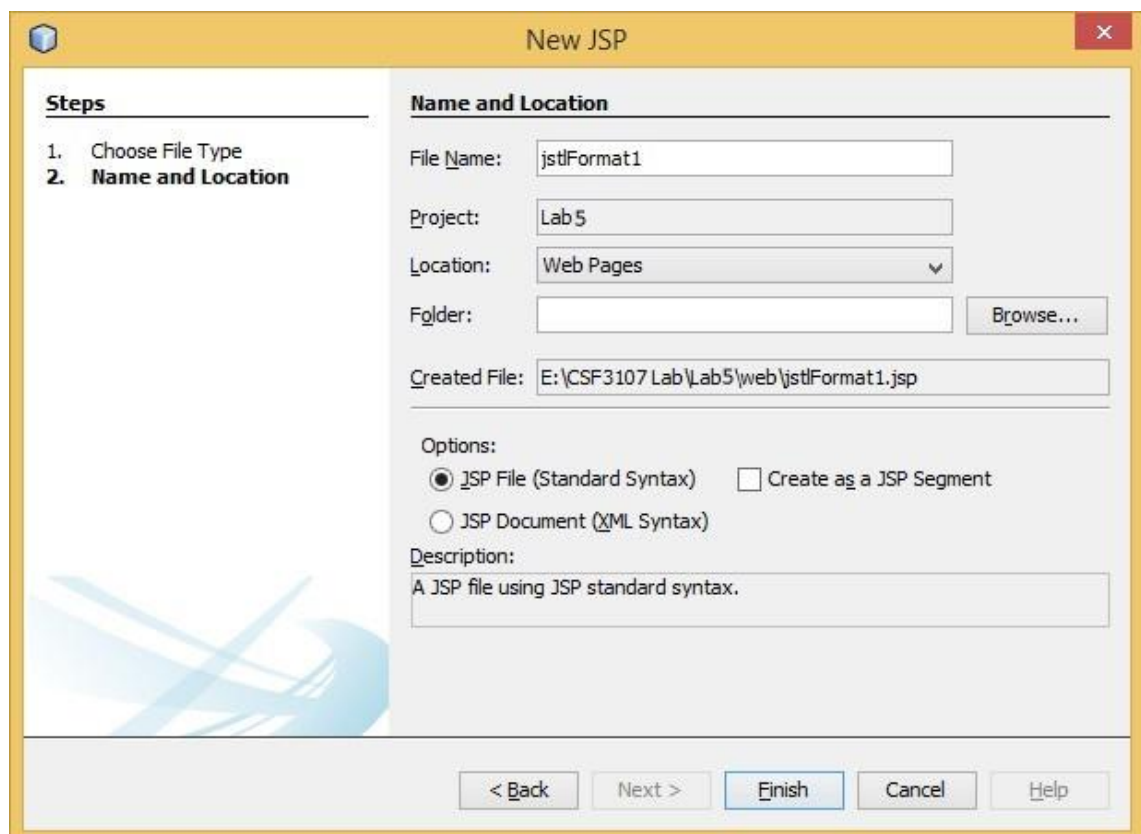 New JSP
Steps
1. Choose File Type
2. Name and Location
Name and Location
File Name: jstlFormat1
Project: Lab5
Location: Web Pages
Folder: Browse...
Created File: E:\CSF3107 Lab\Lab5\web\jstlFormat1.jsp
Options:
JSP File (Standard Syntax) Create as a JSP Segment
JSP Document (XML Syntax)
Description:
A JSP file using JSP standard syntax.
< Back Next > Finish Cancel Help